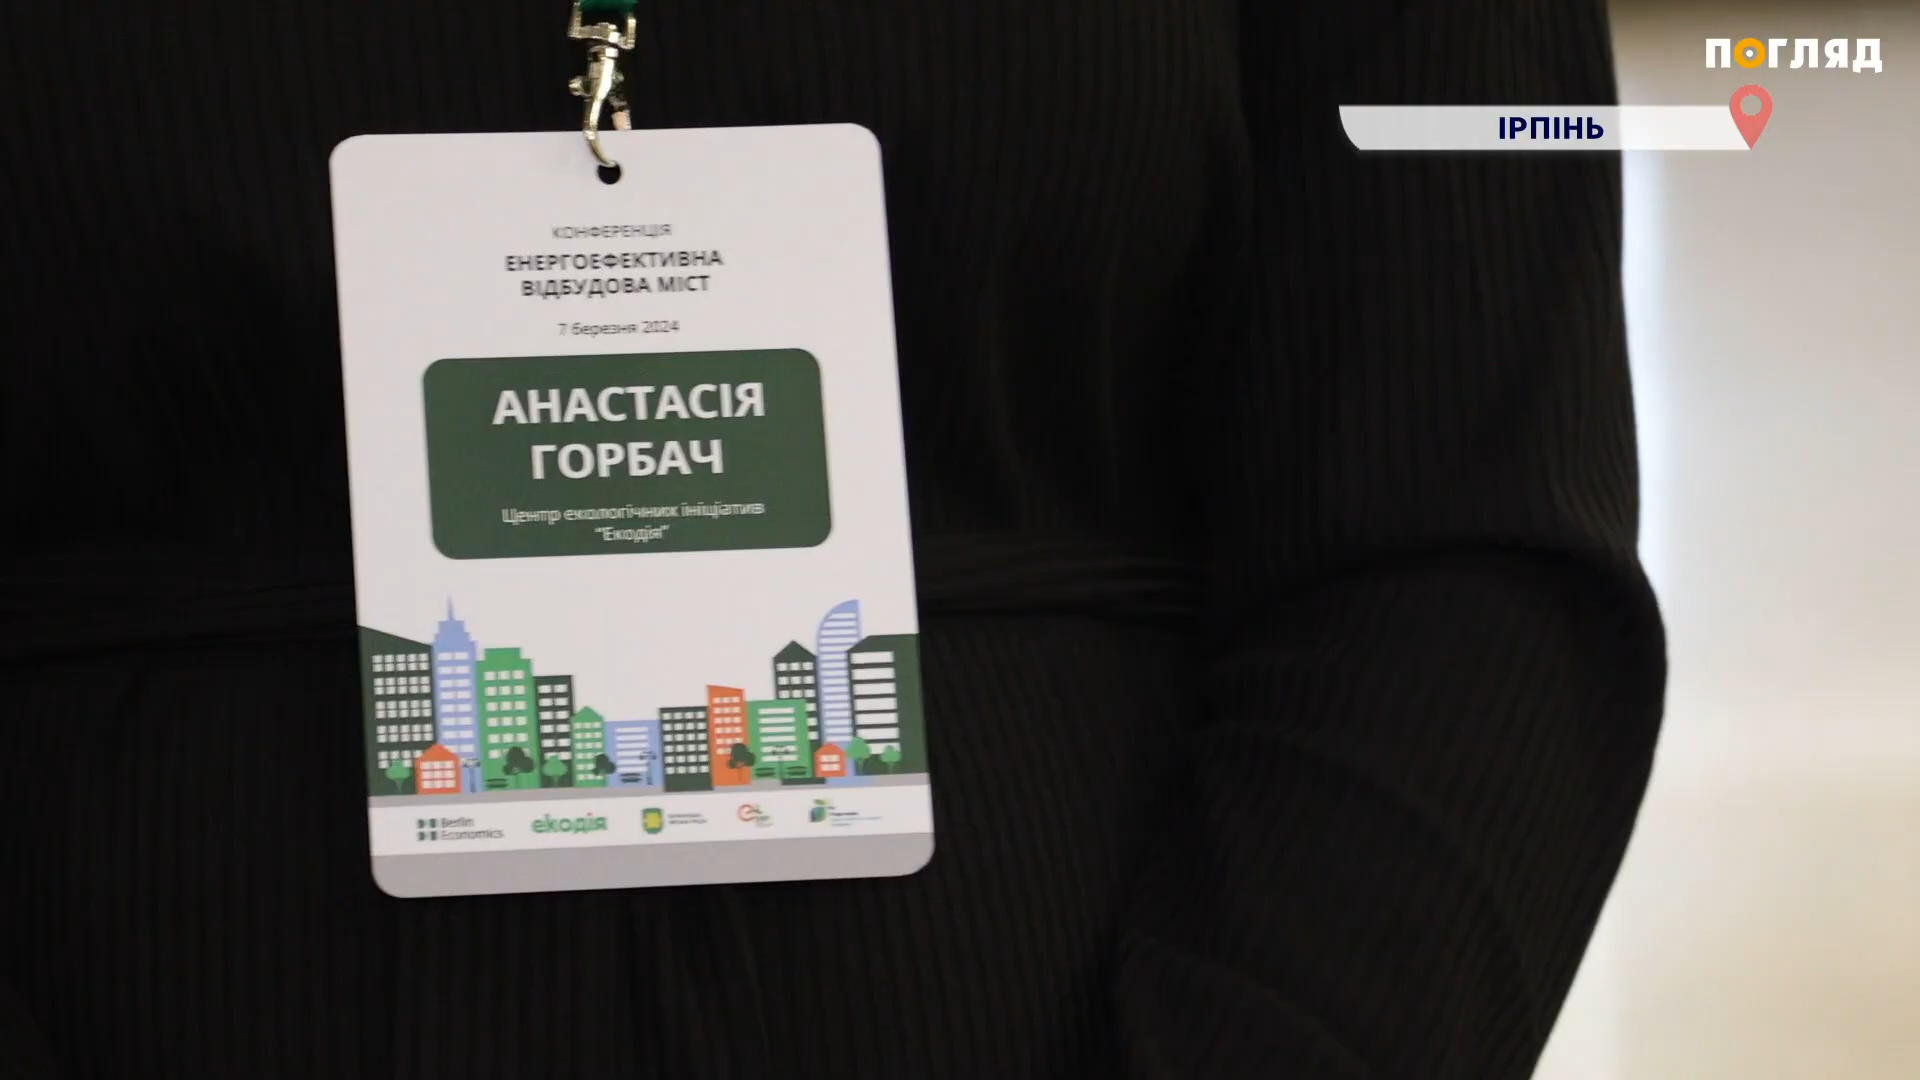 ПОГЛЯД
ІРПІНЬ
КОНФЕРЕНЦІЯ
ЕНЕРГОЕФЕКТИВНА
ВІДБУДОВА МІСТ
7 березня 2024
АНАСТАСІЯ
ГОРБАЧ
Центр екологічних ініціатив
"Екодія"
Berlin
Economics
екодія